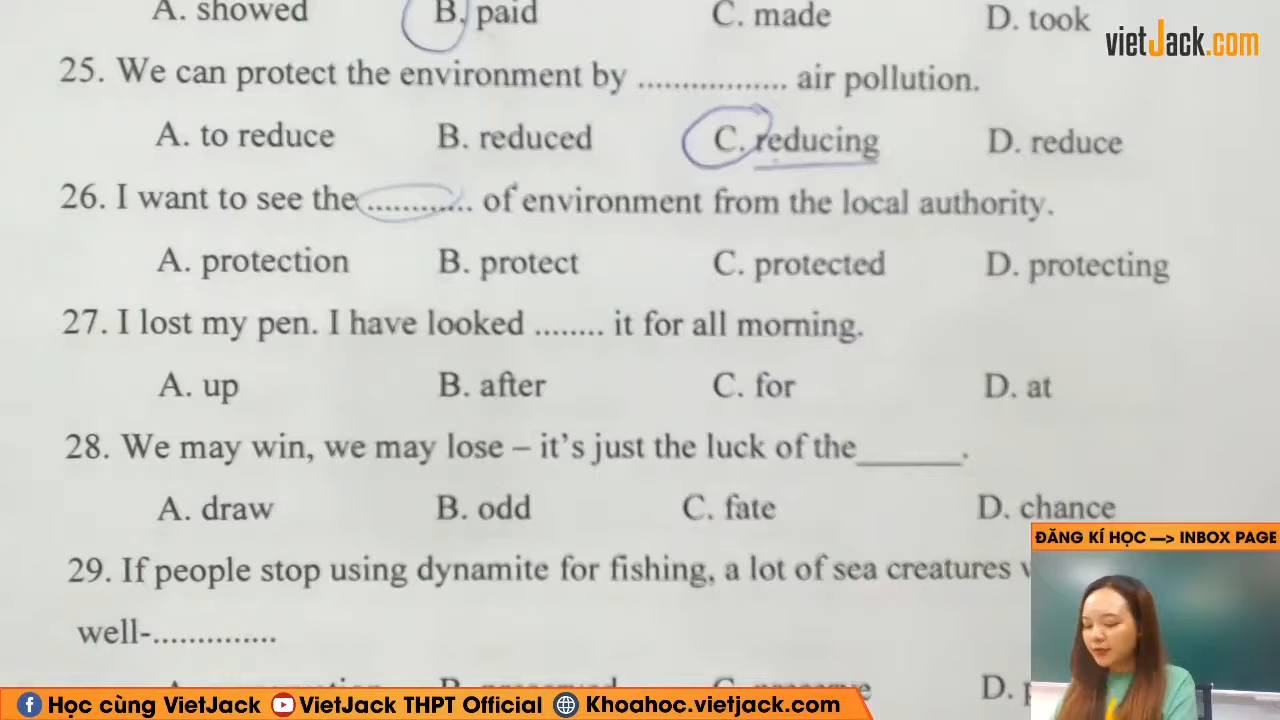 A. showed B. paid C. made D. took
vietJack.com
25. We can protect the environment by ................. air pollution.
A. to reduce B. reduced C. reducing D. reduce
26. I want to see the ............ of environment from the local authority.
A. protection B. protect C. protected D. protecting
27. I lost my pen. I have looked ........ it for all morning.
A. up B. after C. for D. at
28. We may win, we may lose – it's just the luck of the______.
A. draw B. odd C. fate D. chance
ĐĂNG KÍ HỌC —> INBOX PAGE
29. If people stop using dynamite for fishing, a lot of sea creatures
well-..............
D.
Học cùng VietJack VietJack THPT Official Khoahoc.vietjack.com